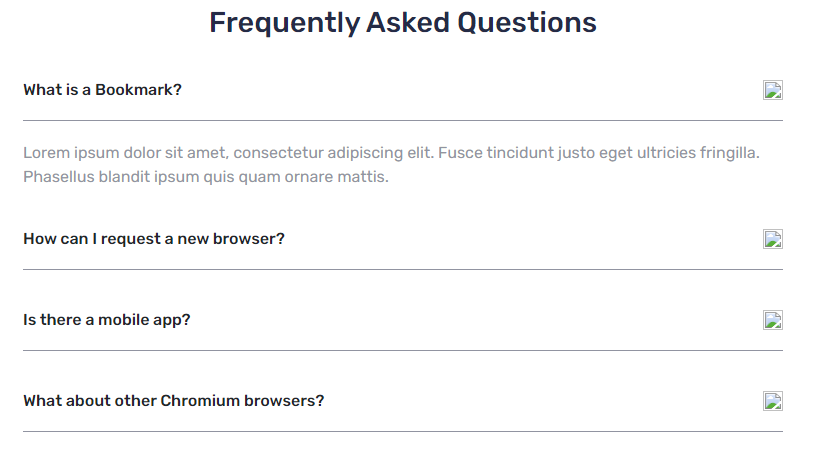 Frequently Asked Questions
What is a Bookmark?
Lorem ipsum dolor sit amet, consectetur adipiscing elit. Fusce tincidunt justo eget ultricies fringilla.
Phasellus blandit ipsum quis quam ornare mattis.
How can I request a new browser?
Is there a mobile app?
What about other Chromium browsers?